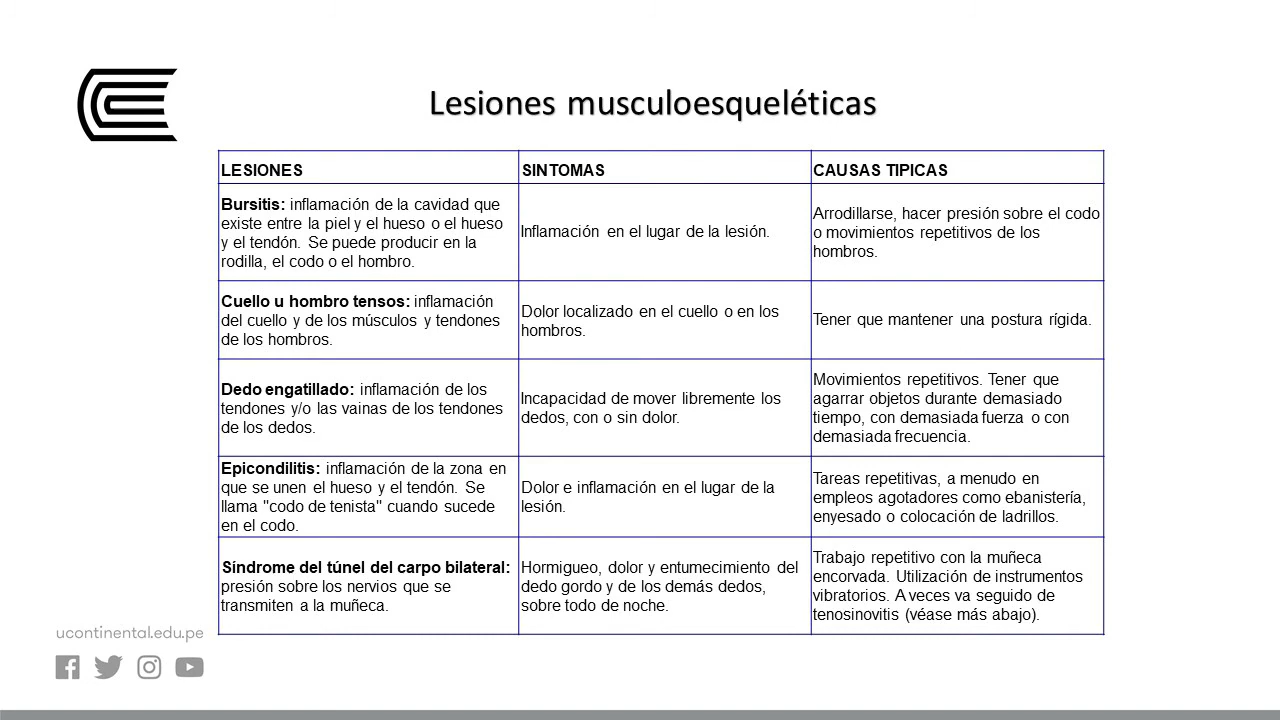 Lesiones musculoesqueléticas
LESIONES
SINTOMAS
CAUSAS TIPICAS
Bursitis: inflamación de la cavidad que
existe entre la piel y el hueso o el hueso
y el tendón. Se puede producir en la
rodilla, el codo o el hombro.
Inflamación en el lugar de la lesión.
Arrodillarse, hacer presión sobre el codo
o movimientos repetitivos de los
hombros.
Cuello u hombro tensos: inflamación
del cuello y de los músculos y tendones
de los hombros.
Dolor localizado en el cuello o en los
hombros.
Tener que mantener una postura rígida.
Dedo engatillado: inflamación de los
tendones y/o las vainas de los tendones
de los dedos.
Incapacidad de mover libremente los
dedos, con o sin dolor.
Movimientos repetitivos. Tener que
agarrar objetos durante demasiado
tiempo, con demasiada fuerza o con
demasiada frecuencia.
Epicondilitis: inflamación de la zona en
que se unen el hueso y el tendón. Se
llama "codo de tenista" cuando sucede
en el codo.
Dolor e inflamación en el lugar de la
lesión.
Tareas repetitivas, a menudo en
empleos agotadores como ebanistería,
enyesado o colocación de ladrillos.
Síndrome del túnel del carpo bilateral:
presión sobre los nervios que se
transmiten a la muñeca.
Hormigueo, dolor y entumecimiento del
dedo gordo y de los demás dedos,
sobre todo de noche.
Trabajo repetitivo con la muñeca
encorvada. Utilización de instrumentos
vibratorios. A veces va seguido de
tenosinovitis (véase más abajo).
ucontinental.edu.pe